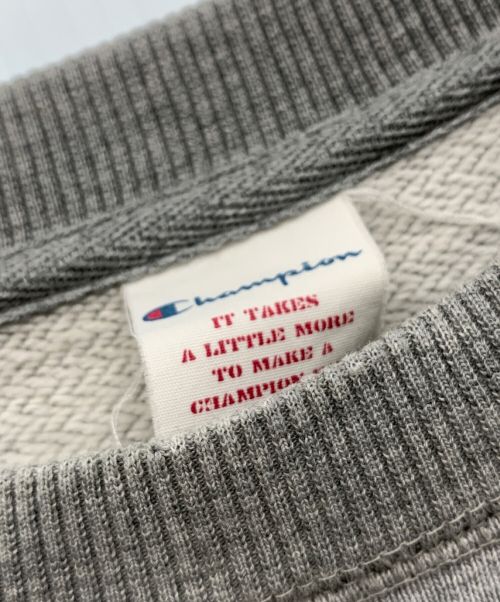 Champion
IT TAKES
A LITTLE MORE
TO MAKE A
CHAMPION